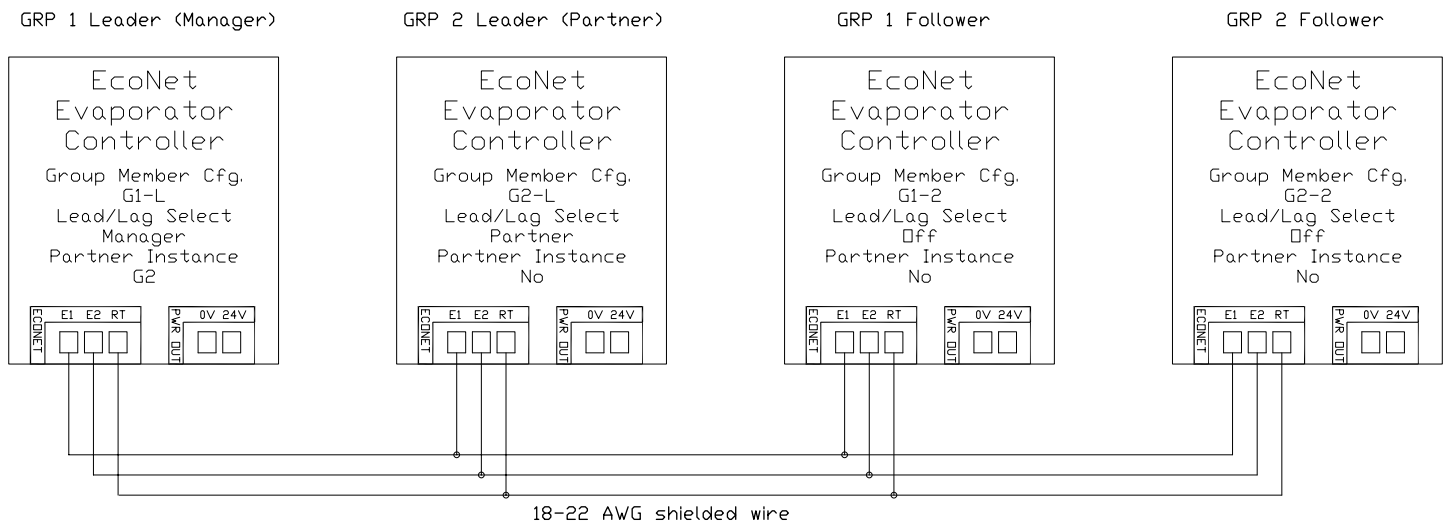 GRP 1 Leader (Manager)
GRP 2 Leader (Partner)
GRP 1 Follower
GRP 2 Follower
EcoNet
Evaporator
Controller
Group Member Cfg.
G1-L
Lead/Lag Select
Manager
Partner Instance
G2
ECONET
E1 E2 RT
PWR OUT
0V 24V
EcoNet
Evaporator
Controller
Group Member Cfg.
G2-L
Lead/Lag Select
Partner
Partner Instance
No
ECONET
E1 E2 RT
PWR OUT
0V 24V
EcoNet
Evaporator
Controller
Group Member Cfg.
G1-2
Lead/Lag Select
Off
Partner Instance
No
ECONET
E1 E2 RT
PWR OUT
0V 24V
EcoNet
Evaporator
Controller
Group Member Cfg.
G2-2
Lead/Lag Select
Off
Partner Instance
No
ECONET
E1 E2 RT
PWR OUT
0V 24V
18-22 AWG shielded wire